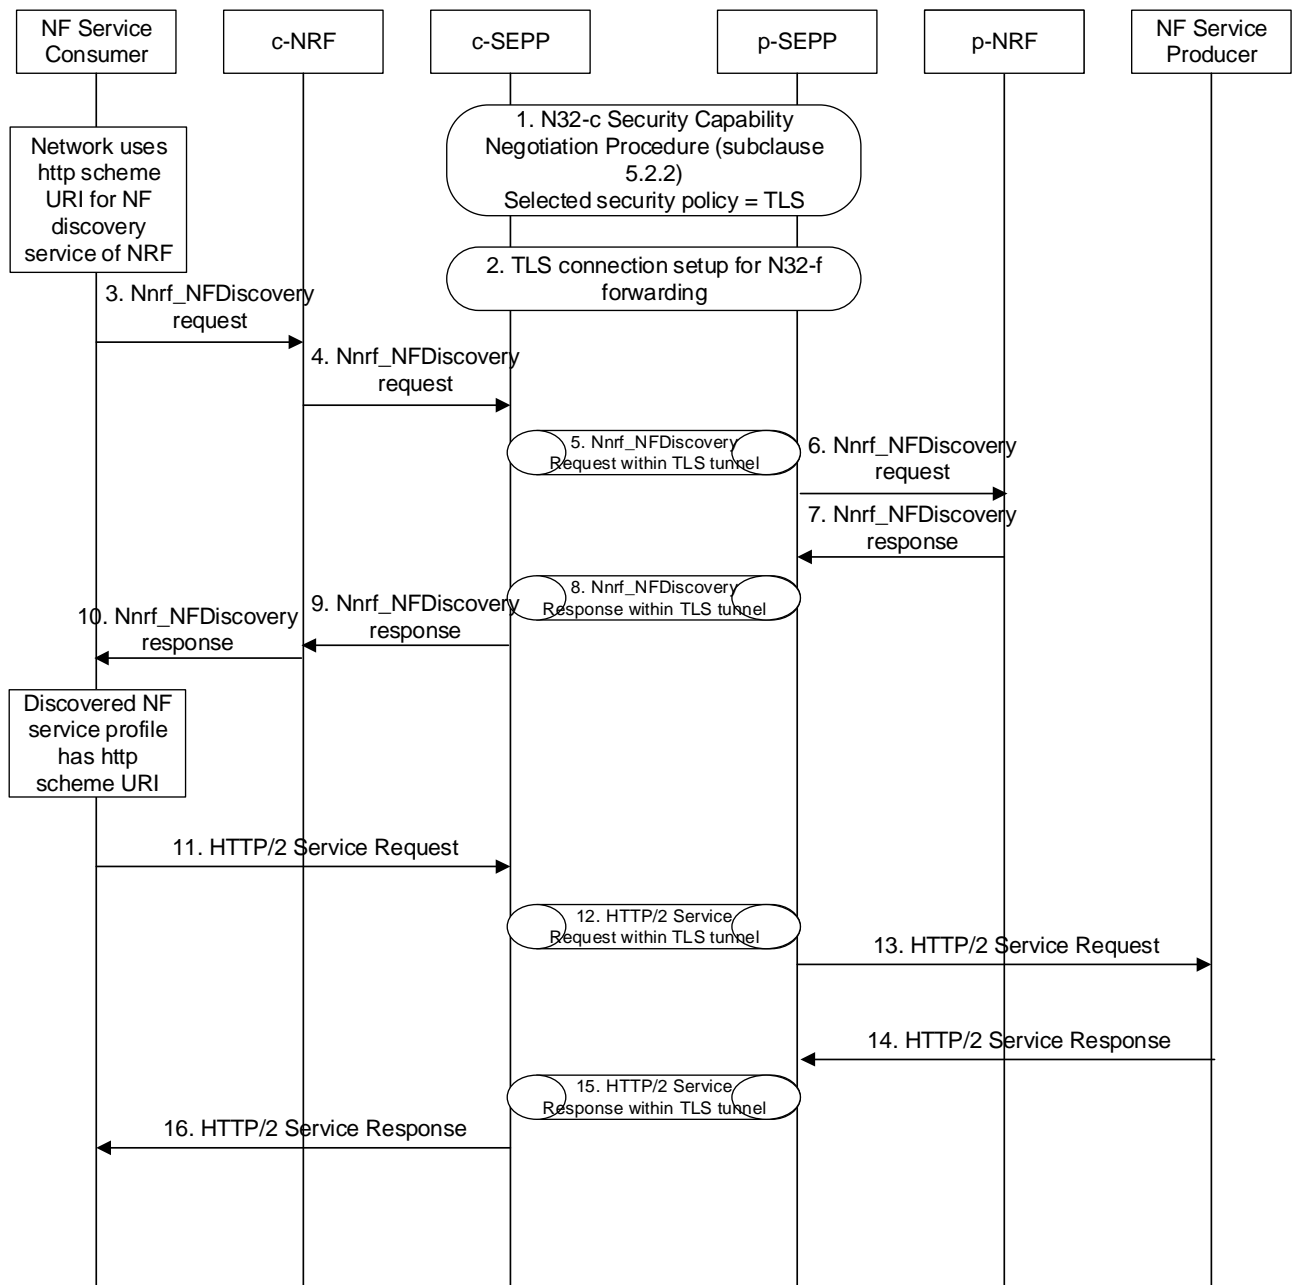 NF Service
Consumer
c-NRF
c-SEPP
p-SEPP
p-NRF
NF Service
Producer
1. N32-c Security Capability
Negotiation Procedure (subclause
5.2.2)
Selected security policy = TLS
Network uses
http scheme
URI for NF
discovery
service of NRF
2. TLS connection setup for N32-f
forwarding
3. Nnrf_NFDiscovery
request
4. Nnrf_NFDiscovery
request
5. Nnrf_NFDiscovery
Request within TLS tunnel
6. Nnrf_NFDiscovery
request
7. Nnrf_NFDiscovery
response
8. Nnrf_NFDiscovery
Response within TLS tunnel
9. Nnrf_NFDiscovery
response
10. Nnrf_NFDiscovery
response
Discovered NF
service profile
has http
scheme URI
11. HTTP/2 Service Request
12. HTTP/2 Service
Request within TLS tunnel
13. HTTP/2 Service Request
14. HTTP/2 Service Response
15. HTTP/2 Service
Response within TLS tunnel
16. HTTP/2 Service Response